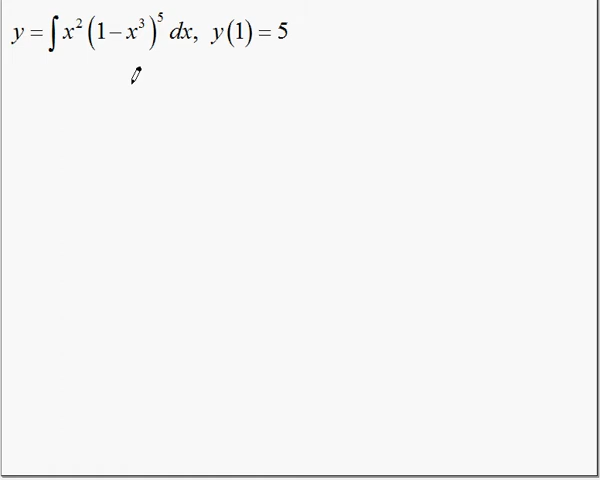 y = ∫ x² (1 − x³)⁵ dx, y(1) = 5